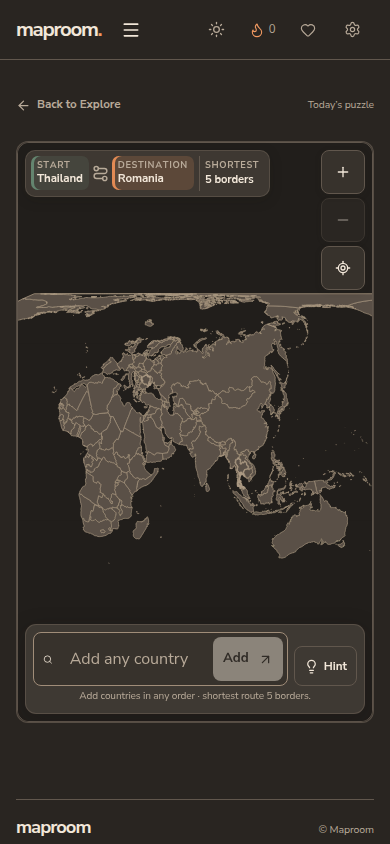 maproom.
0
Back to Explore
Today's puzzle
START
Thailand
DESTINATION
Romania
SHORTEST
5 borders
Add any country
Add
Hint
Add countries in any order · shortest route 5 borders.
maproom
© Maproom